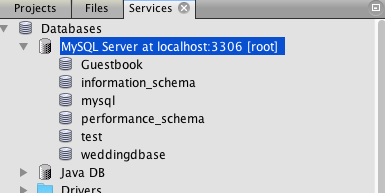 Projects Files Services
Databases
MySQL Server at localhost:3306 [root]
Guestbook
information_schema
mysql
performance_schema
test
weddingdbase
Java DB
Drivers